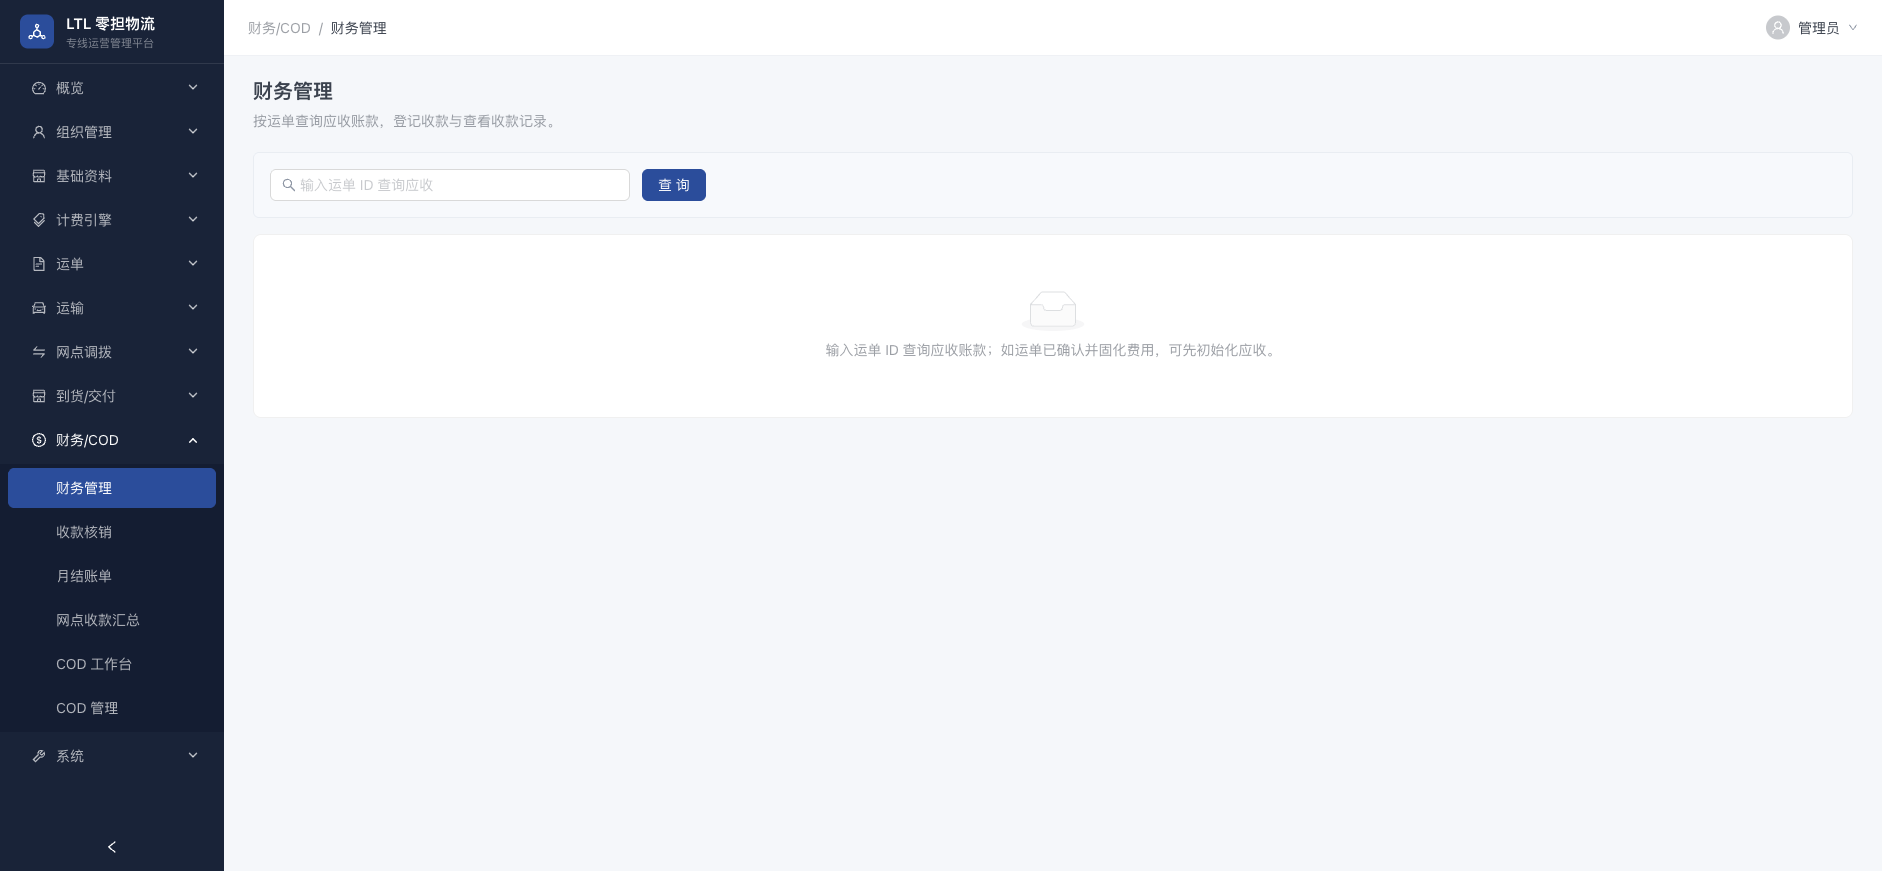 LTL 零担物流
专线运营管理平台
概览
组织管理
基础资料
计费引擎
运单
运输
网点调拨
到货/交付
财务/COD
财务管理
收款核销
月结账单
网点收款汇总
COD 工作台
COD 管理
系统
财务/COD / 财务管理
管理员
财务管理
按运单查询应收账款，登记收款与查看收款记录。
输入运单 ID 查询应收
查 询
输入运单 ID 查询应收账款；如运单已确认并固化费用，可先初始化应收。